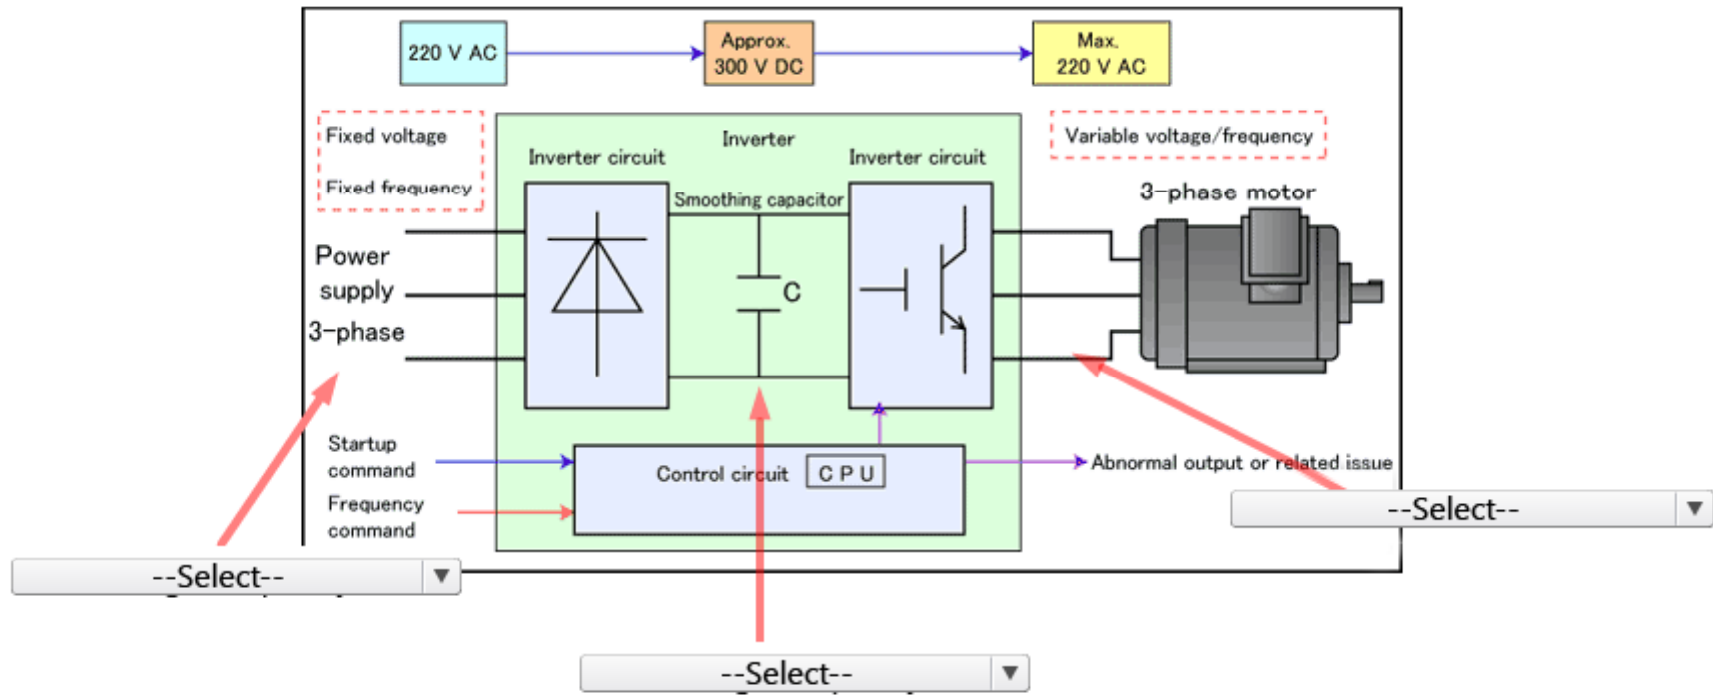 220 V AC
Approx.
300 V DC
Max.
220 V AC
Fixed voltage
Fixed frequency
Inverter
Variable voltage/frequency
Inverter circuit
Inverter circuit
Smoothing capacitor
3-phase motor
Power
supply
3-phase
C
Startup
command
Frequency
command
Control circuit
CPU
Abnormal output or related issue
--Select--
--Select--
--Select--